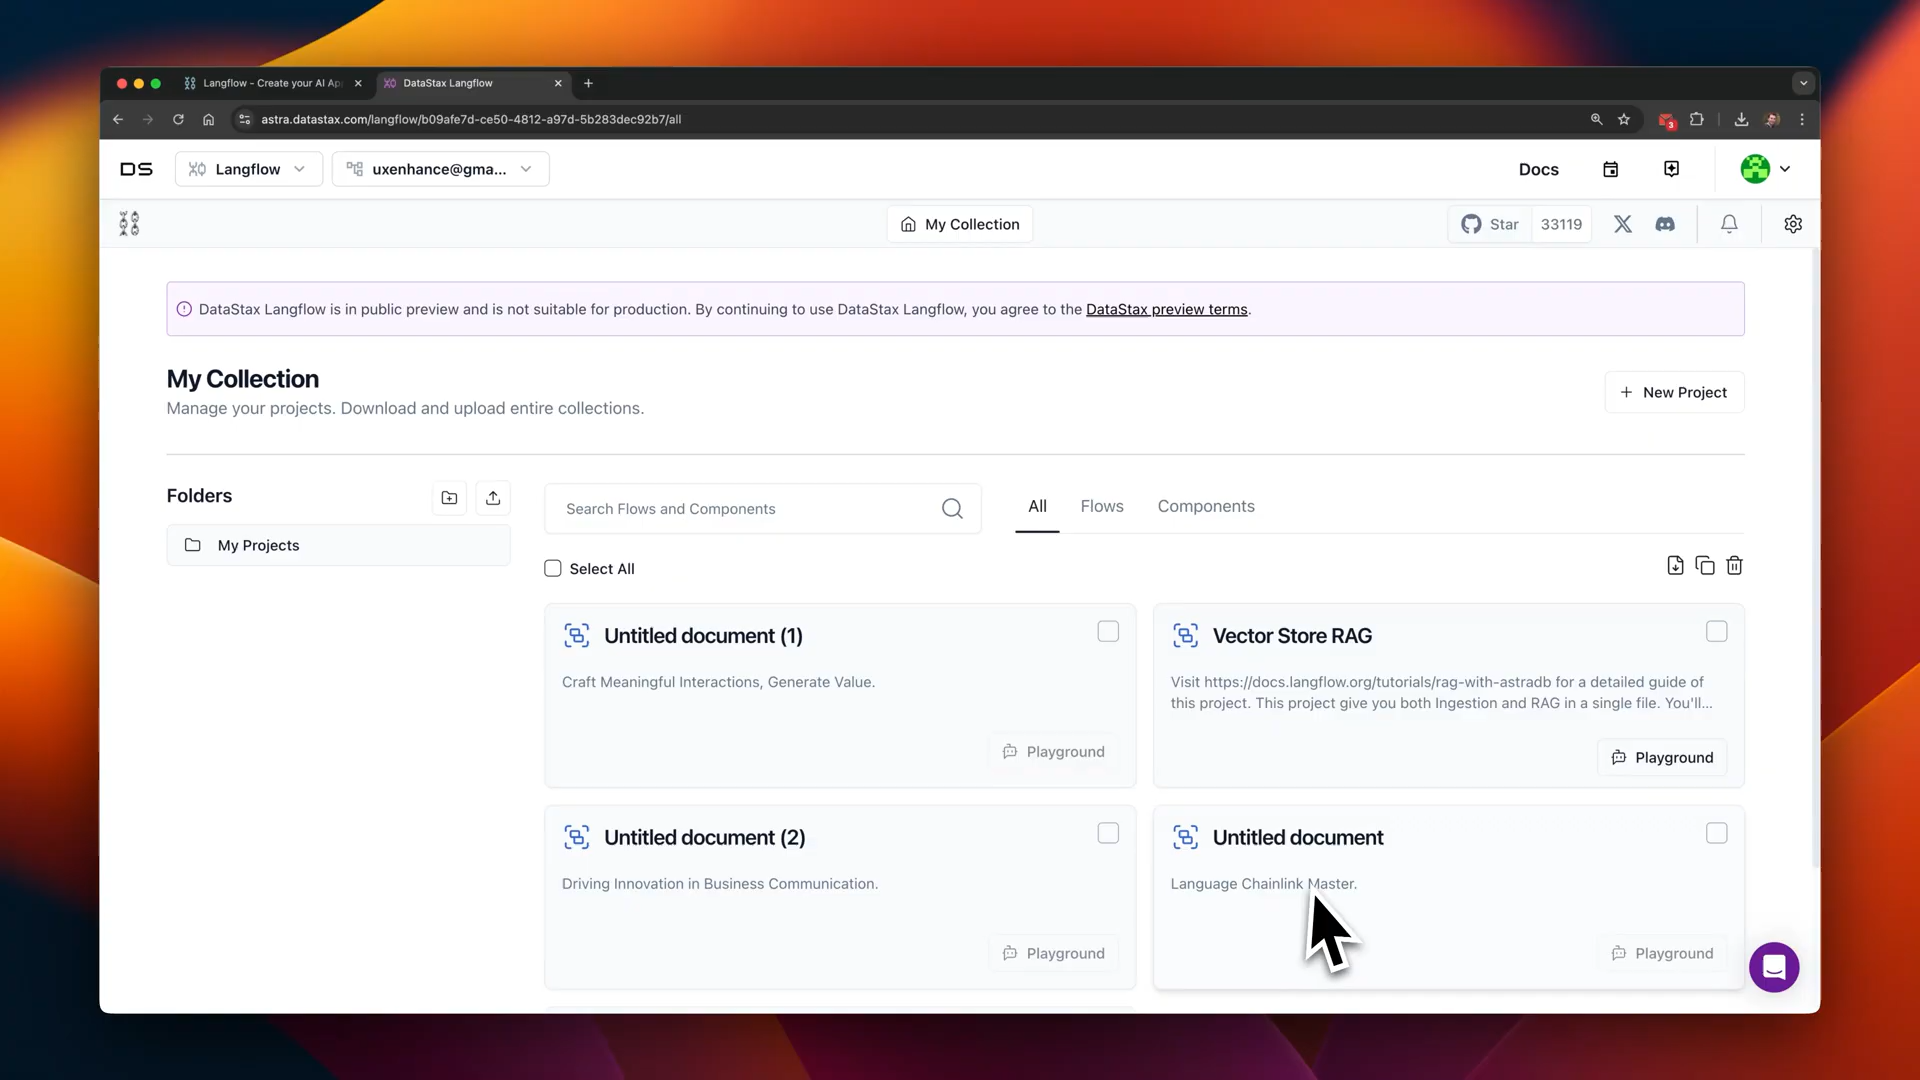 Langflow - Create your AI Ap
DataStax Langflow
astra.datastax.com/langflow/b09afe7d-ce50-4812-a97d-5b283dec92b7/all
3
DS
Langflow
uxenhance@gma...
Docs
My Collection
Star
33119
DataStax Langflow is in public preview and is not suitable for production. By continuing to use DataStax Langflow, you agree to the DataStax preview terms.
My Collection
Manage your projects. Download and upload entire collections.
New Project
Folders
My Projects
Search Flows and Components
All
Flows
Components
Select All
Untitled document (1)
Craft Meaningful Interactions, Generate Value.
Playground
Vector Store RAG
Visit https://docs.langflow.org/tutorials/rag-with-astradb for a detailed guide of
this project. This project give you both Ingestion and RAG in a single file. You'll...
Playground
Untitled document (2)
Driving Innovation in Business Communication.
Playground
Untitled document
Language Chainlink Master.
Playground